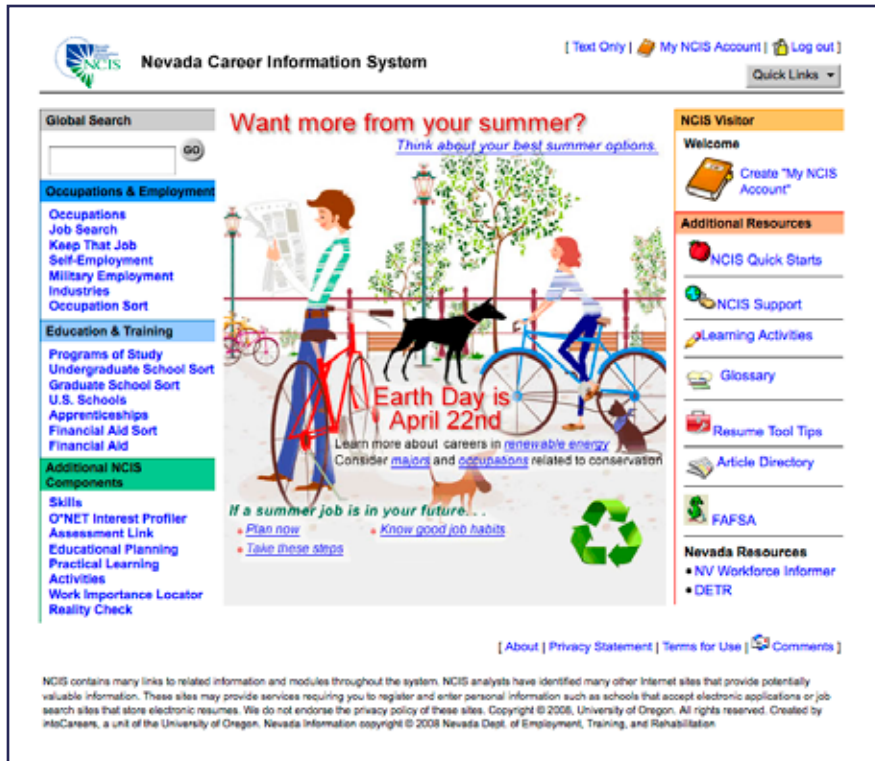 NCIS
Nevada Career Information System
[ Text Only | My NCIS Account | Log out ]
Quick Links
Global Search
GO
Occupations & Employment
Occupations
Job Search
Keep That Job
Self-Employment
Military Employment
Industries
Occupation Sort
Education & Training
Programs of Study
Undergraduate School Sort
Graduate School Sort
U.S. Schools
Apprenticeships
Financial Aid Sort
Financial Aid
Additional NCIS
Components
Skills
O*NET Interest Profiler
Assessment Link
Educational Planning
Practical Learning
Activities
Work Importance Locator
Reality Check
Want more from your summer?
Think about your best summer options.
Earth Day is
April 22nd
Learn more about careers in renewable energy
Consider majors and occupations related to conservation
If a summer job is in your future. . .
Plan now
Know good job habits
Take these steps
NCIS Visitor
Welcome
Create "My NCIS
Account"
Additional Resources
NCIS Quick Starts
NCIS Support
Learning Activities
Glossary
Resume Tool Tips
Article Directory
FAFSA
Nevada Resources
• NV Workforce Informer
• DETR
[ About | Privacy Statement | Terms for Use | Comments ]
NCIS contains many links to related information and modules throughout the system. NCIS analysts have identified many other Internet sites that provide potentially
valuable information. These sites may provide services requiring you to register and enter personal information such as schools that accept electronic applications or job
search sites that store electronic resumes. We do not endorse the privacy policy of these sites. Copyright © 2008, University of Oregon. All rights reserved. Created by
intoCareers, a unit of the University of Oregon. Nevada Information copyright © 2008 Nevada Dept. of Employment, Training, and Rehabilitation